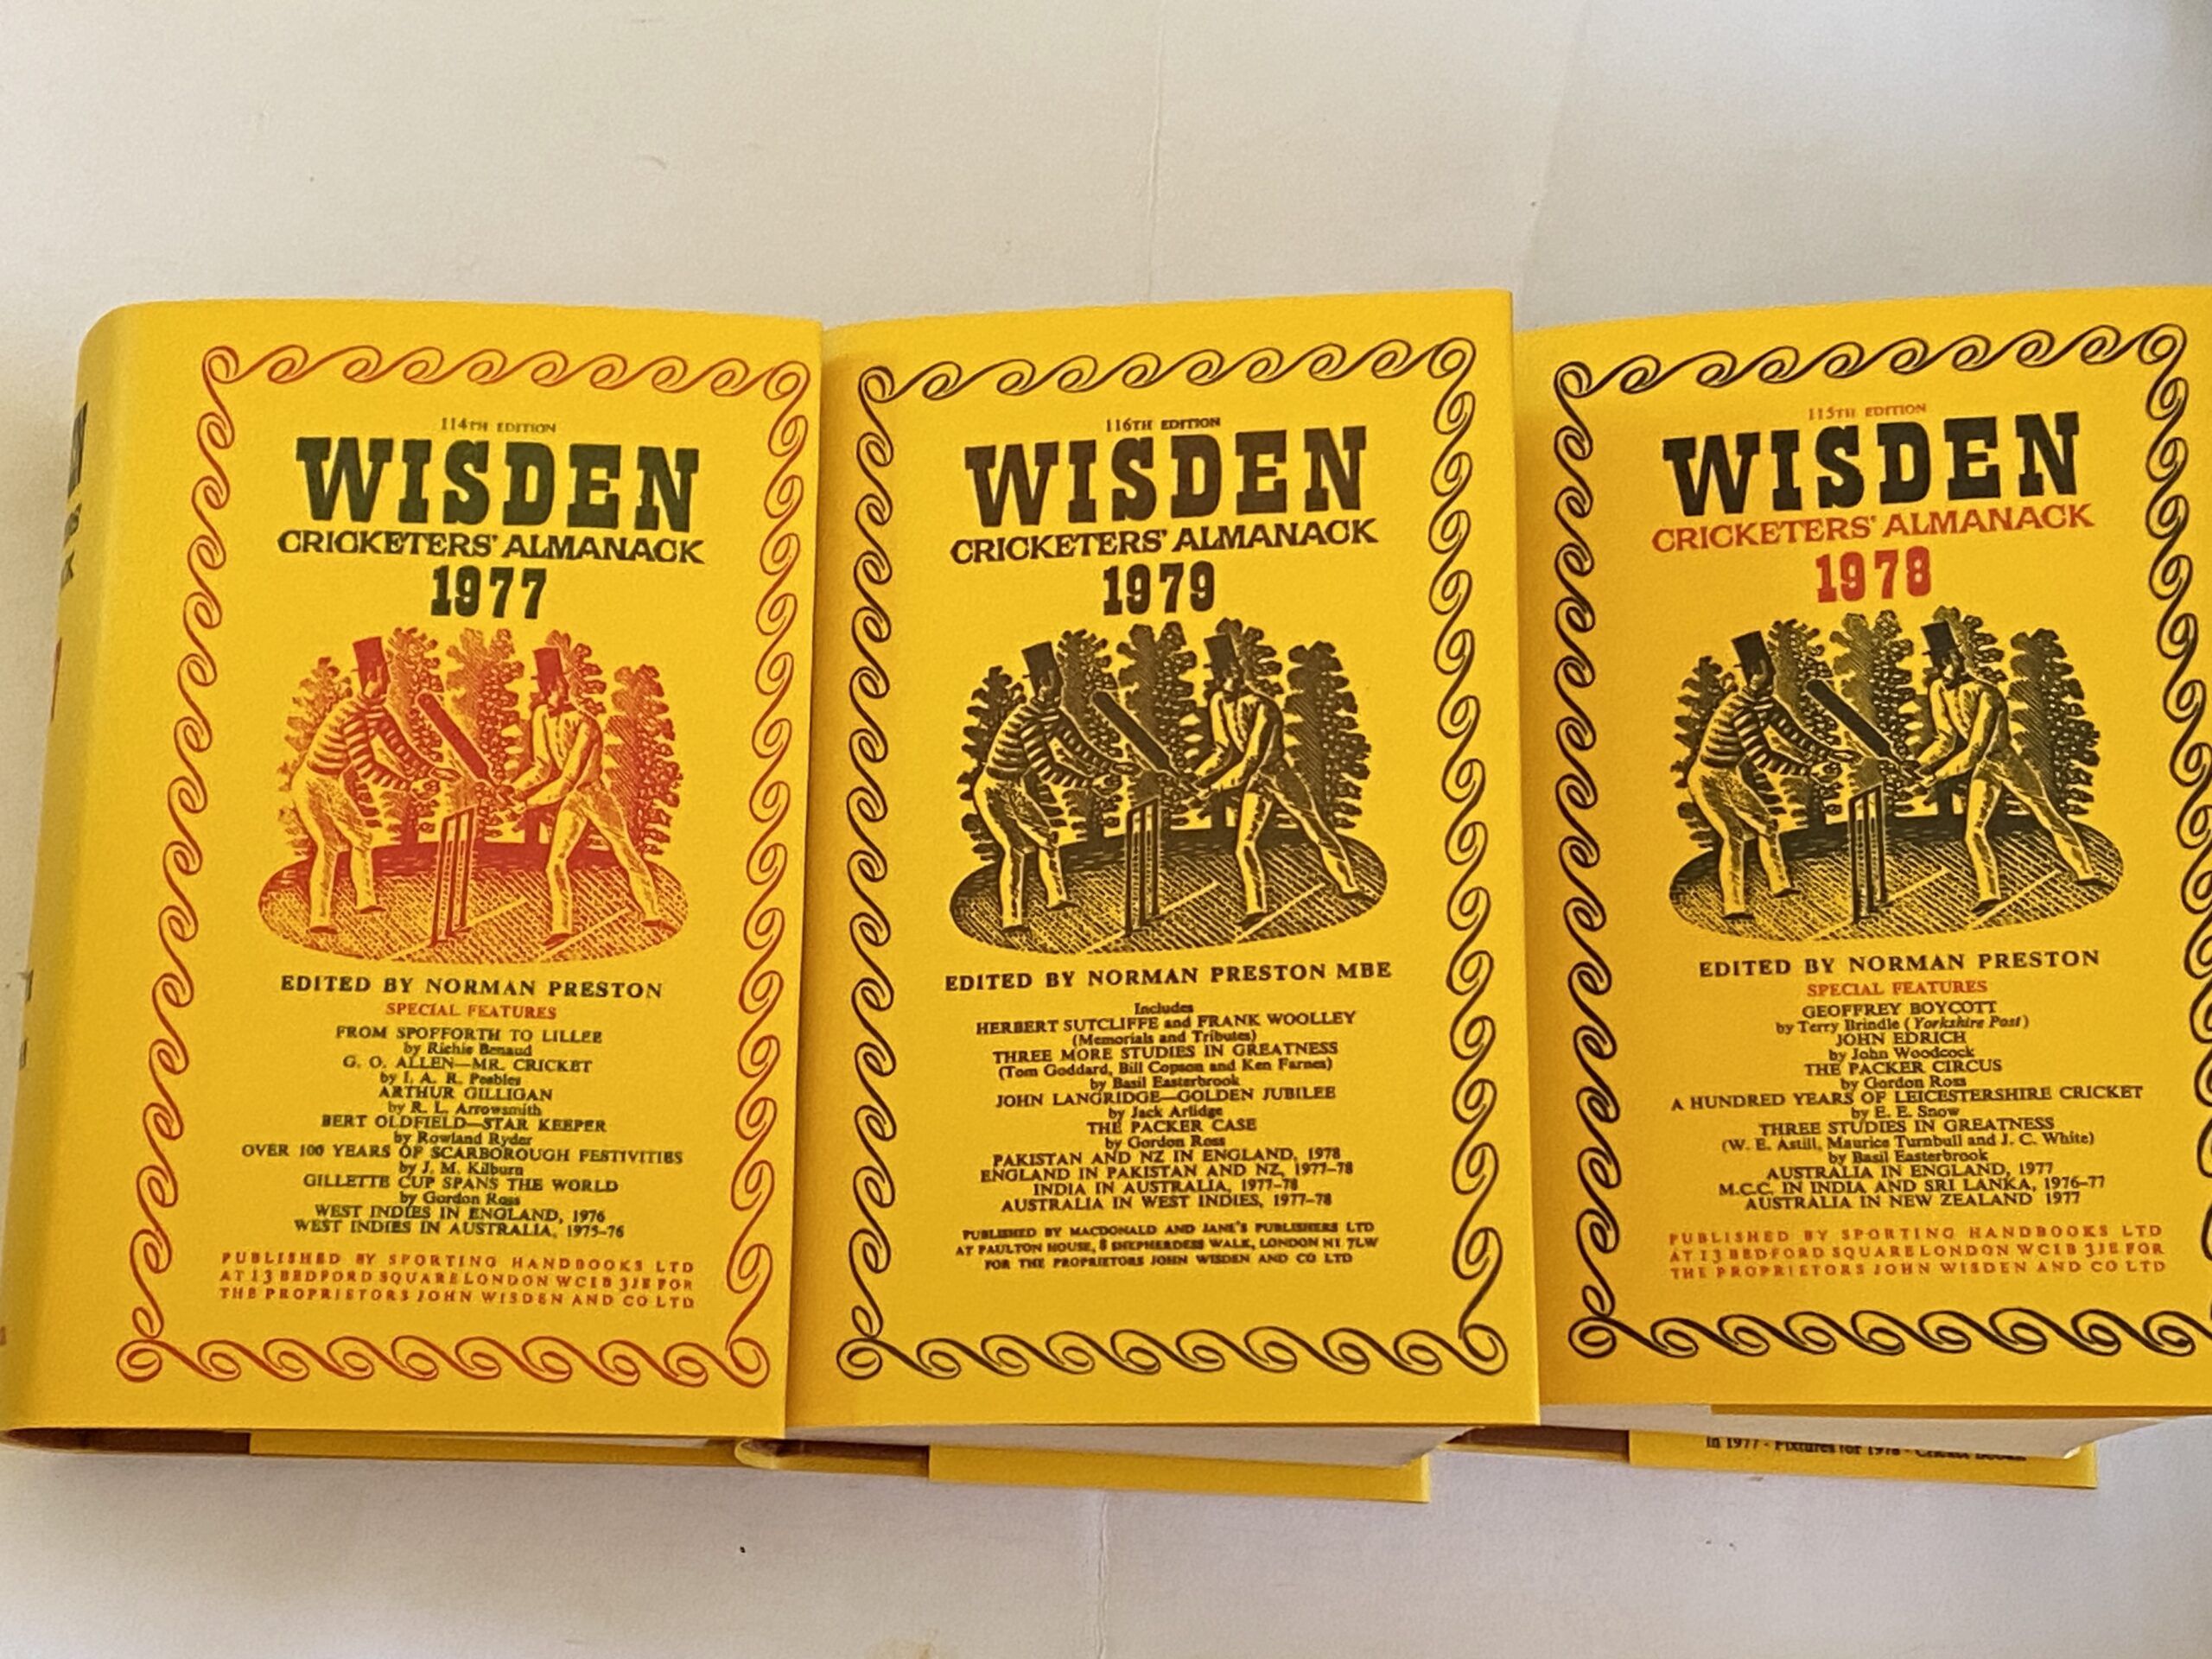 114TH EDITION
WISDEN
CRICKETERS' ALMANACK
1977
EDITED BY NORMAN PRESTON
SPECIAL FEATURES
FROM SPOFFORTH TO LILLEE
by Richie Benaud
G. O. ALLEN—MR. CRICKET
by I. A. R. Peebles
ARTHUR GILLIGAN
by R. L. Arrowsmith
BERT OLDFIELD—STAR KEEPER
by Rowland Ryder
OVER 100 YEARS OF SCARBOROUGH FESTIVITIES
by J. M. Kilburn
GILLETTE CUP SPANS THE WORLD
by Gordon Ross
WEST INDIES IN ENGLAND, 1976
WEST INDIES IN AUSTRALIA, 1975-76
PUBLISHED BY SPORTING HANDBOOKS LTD
AT 13 BEDFORD SQUARE LONDON WC1B 3JE FOR
THE PROPRIETORS JOHN WISDEN AND CO LTD
116TH EDITION
WISDEN
CRICKETERS' ALMANACK
1979
EDITED BY NORMAN PRESTON MBE
Includes
HERBERT SUTCLIFFE and FRANK WOOLLEY
(Memorials and Tributes)
THREE MORE STUDIES IN GREATNESS
(Tom Goddard, Bill Copson and Ken Farnes)
by Basil Easterbrook
JOHN LANGRIDGE—GOLDEN JUBILEE
by Jack Arlidge
THE PACKER CASE
by Gordon Ross
PAKISTAN AND NZ IN ENGLAND, 1978
ENGLAND IN PAKISTAN AND NZ, 1977-78
INDIA IN AUSTRALIA, 1977-78
AUSTRALIA IN WEST INDIES, 1977-78
PUBLISHED BY MACDONALD AND JANE'S PUBLISHERS LTD
AT PAULTON HOUSE, 8 SHEPHERDESS WALK, LONDON N1 7LW
FOR THE PROPRIETORS JOHN WISDEN AND CO LTD
115TH EDITION
WISDEN
CRICKETERS' ALMANACK
1978
EDITED BY NORMAN PRESTON
SPECIAL FEATURES
GEOFFREY BOYCOTT
by Terry Brindle (Yorkshire Post)
JOHN EDRICH
by John Woodcock
THE PACKER CIRCUS
by Gordon Ross
A HUNDRED YEARS OF LEICESTERSHIRE CRICKET
by E. E. Snow
THREE STUDIES IN GREATNESS
(W. E. Astill, Maurice Turnbull and J. C. White)
by Basil Easterbrook
AUSTRALIA IN ENGLAND, 1977
M.C.C. IN INDIA AND SRI LANKA, 1976-77
AUSTRALIA IN NEW ZEALAND 1977
PUBLISHED BY SPORTING HANDBOOKS LTD
AT 13 BEDFORD SQUARE LONDON WC1B 3JE FOR
THE PROPRIETORS JOHN WISDEN AND CO LTD
in 1977 · Fixtures for 1978 · Cricket Books